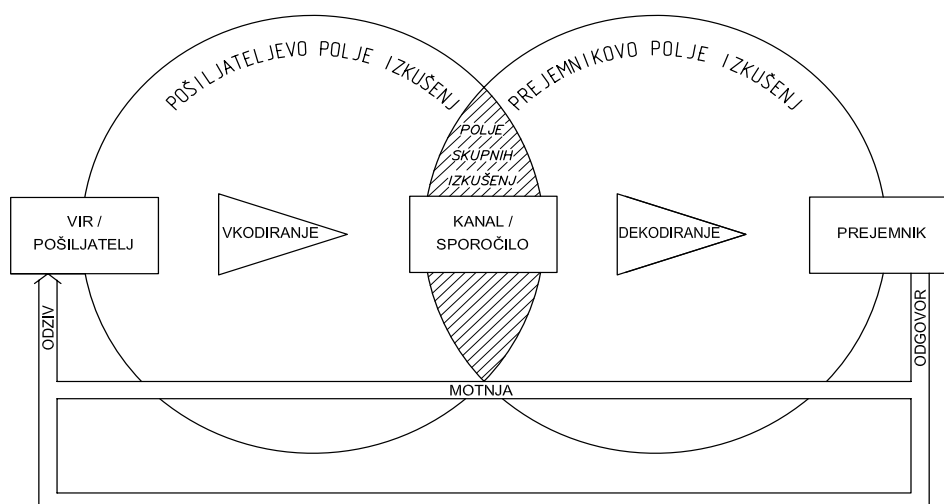 POŠILJATELJEVO POLJE IZKUŠENJ
PREJEMNIKOVO POLJE IZKUŠENJ
POLJE
SKUPNIH
IZKUŠENJ
VIR /
POŠILJATELJ
VKODIRANJE
KANAL /
SPOROČILO
DEKODIRANJE
PREJEMNIK
ODZIV
ODGOVOR
MOTNJA